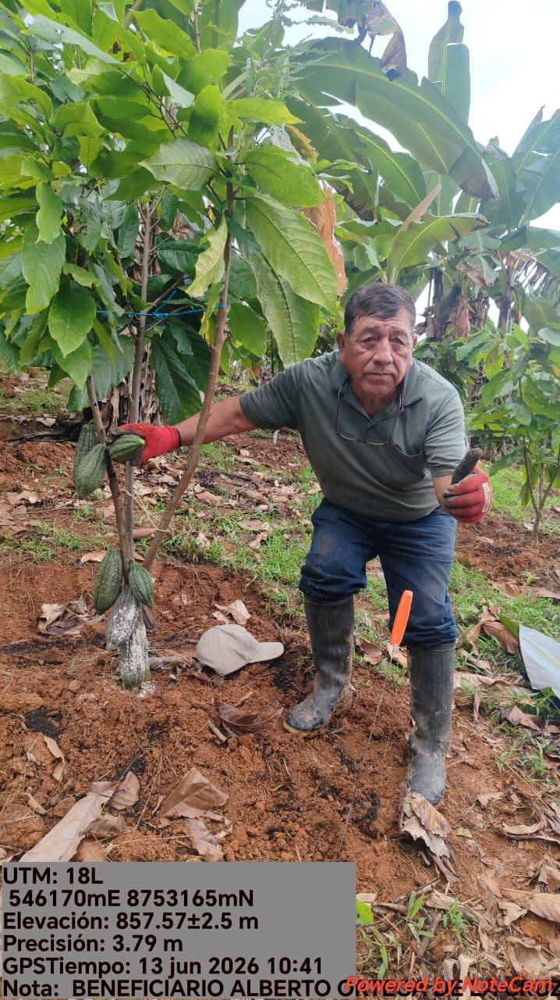 UTM: 18L
546170mE 8753165mN
Elevación: 857.57±2.5 m
Precisión: 3.79 m
GPSTiempo: 13 jun 2026 10:41
Nota: BENEFICIARIO ALBERTO
Powered by NoteCam